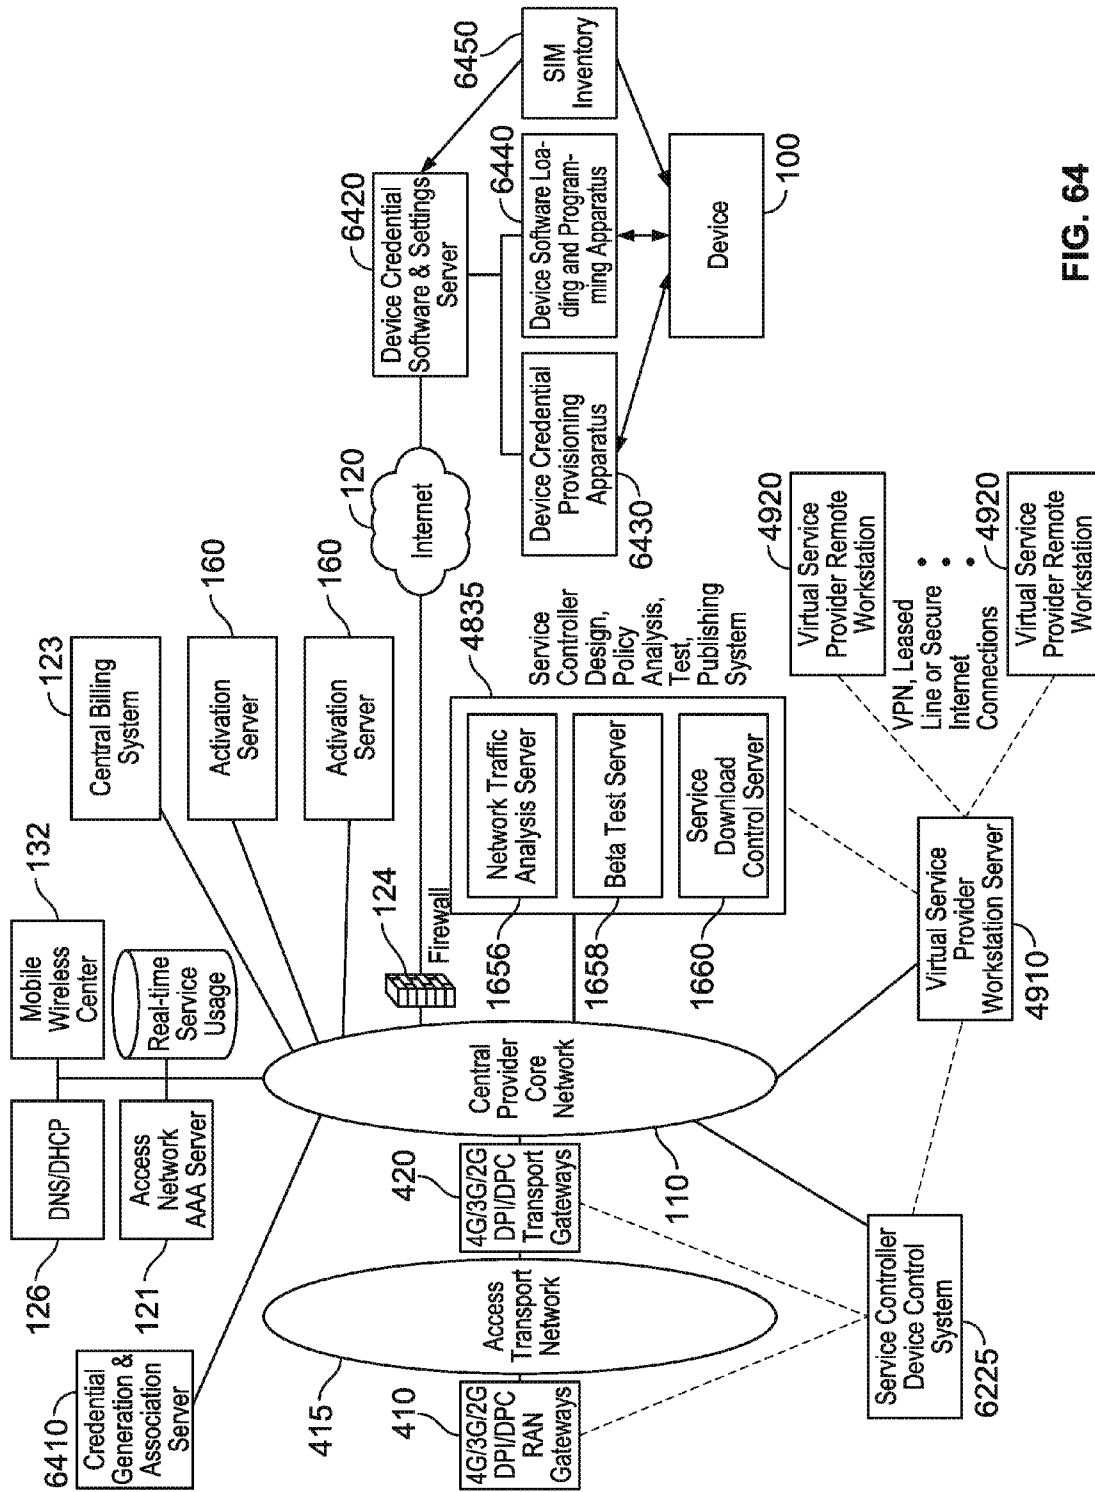 6410
Credential
Generation &
Association
Server
126
DNS/DHCP
Mobile
Wireless
Center
132
121
Access
Network
AAA Server
Real-time
Service
Usage
Central Billing
System
123
Activation
Server
160
Activation
Server
160
415
Access
Transport
Network
410
4G/3G/2G
DPI/DPC
RAN
Gateways
420
4G/3G/2G
DPI/DPC
Transport
Gateways
110
Central
Provider
Core
Network
124
Firewall
120
Internet
6420
Device Credential
Software & Settings
Server
6450
SIM
Inventory
6430
Device Credential
Provisioning
Apparatus
6440
Device Software Loa-
ding and Program-
ming Apparatus
Device
100
4835
Service
Controller
Design,
Policy
Analysis,
Test,
Publishing
System
1656
Network Traffic
Analysis Server
1658
Beta Test Server
1660
Service
Download
Control Server
6225
Service Controller
Device Control
System
4910
Virtual Service
Provider
Workstation Server
VPN, Leased
Line or Secure
Internet
Connections
4920
Virtual Service
Provider Remote
Workstation
4920
Virtual Service
Provider Remote
Workstation
FIG. 64